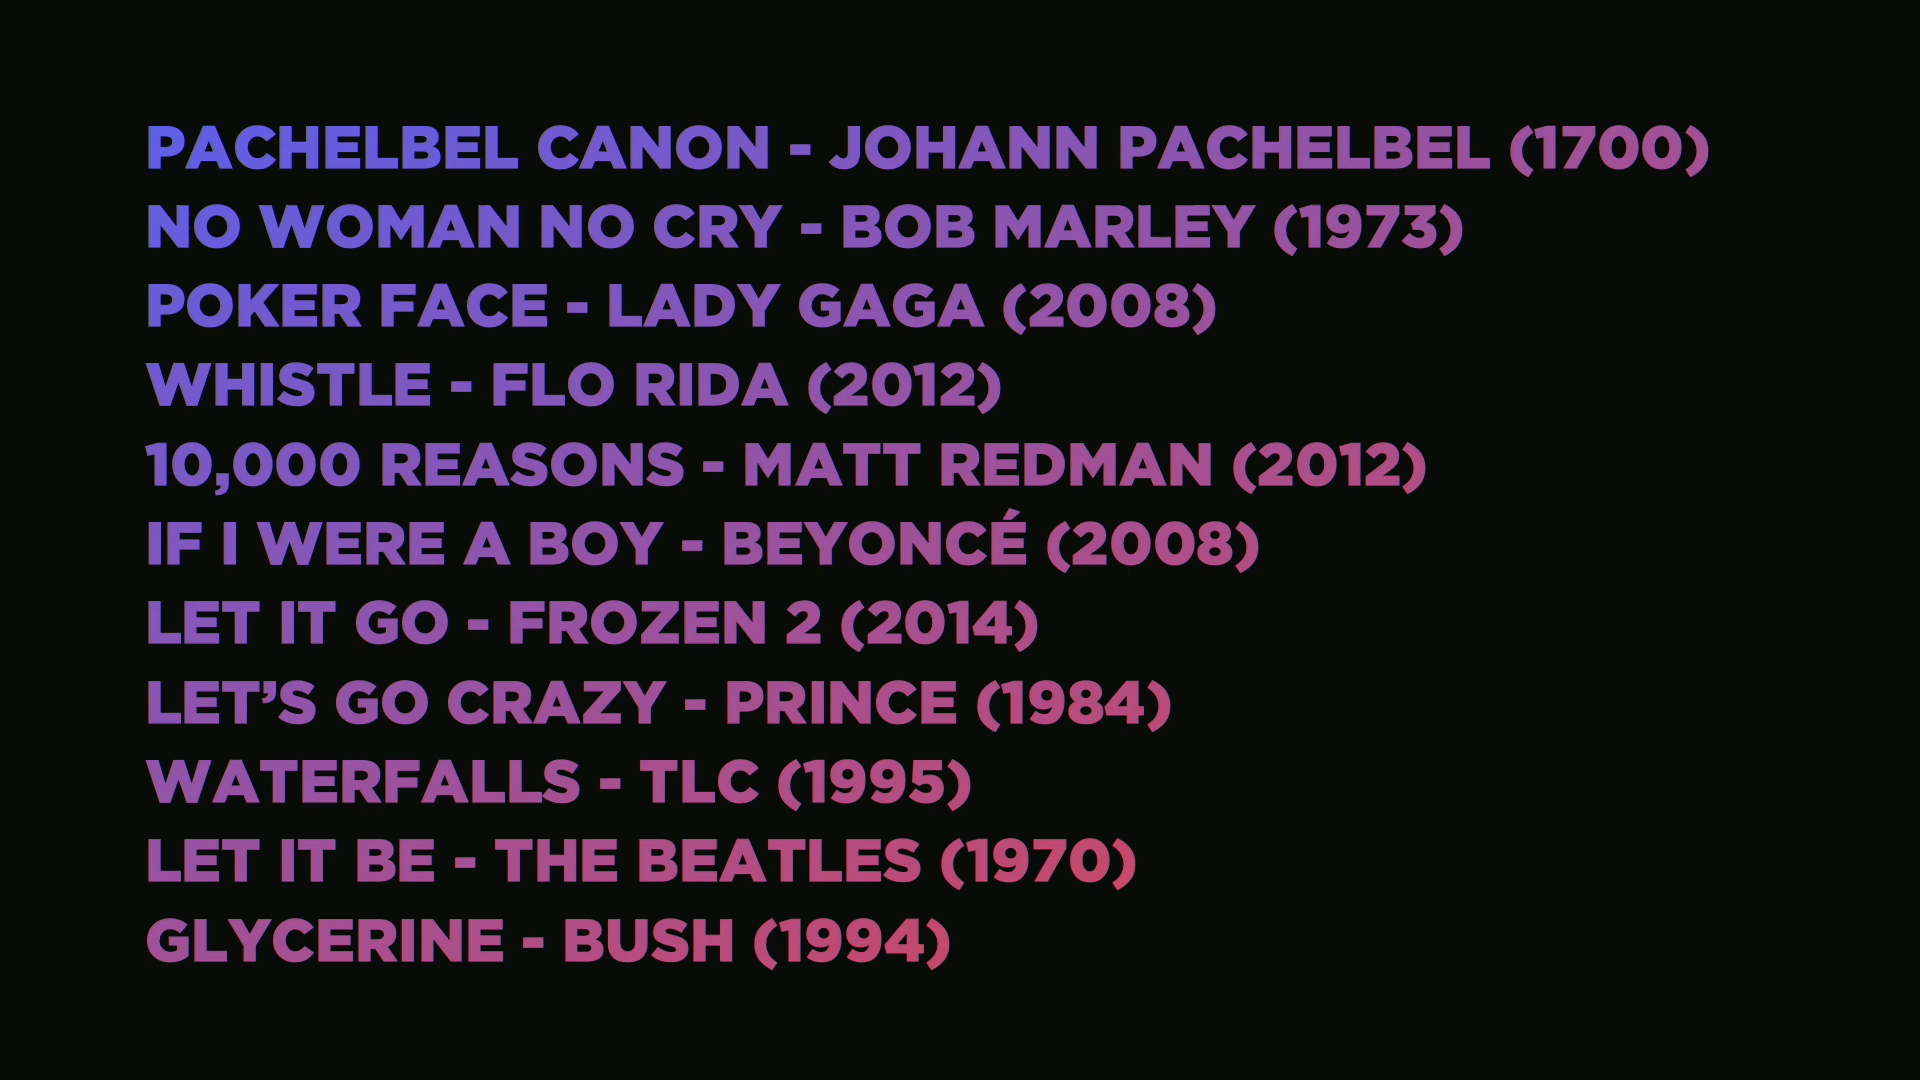 PACHELBEL CANON - JOHANN PACHELBEL (1700)
NO WOMAN NO CRY - BOB MARLEY (1973)
POKER FACE - LADY GAGA (2008)
WHISTLE - FLO RIDA (2012)
10,000 REASONS - MATT REDMAN (2012)
IF I WERE A BOY - BEYONCÉ (2008)
LET IT GO - FROZEN 2 (2014)
LET’S GO CRAZY - PRINCE (1984)
WATERFALLS - TLC (1995)
LET IT BE - THE BEATLES (1970)
GLYCERINE - BUSH (1994)